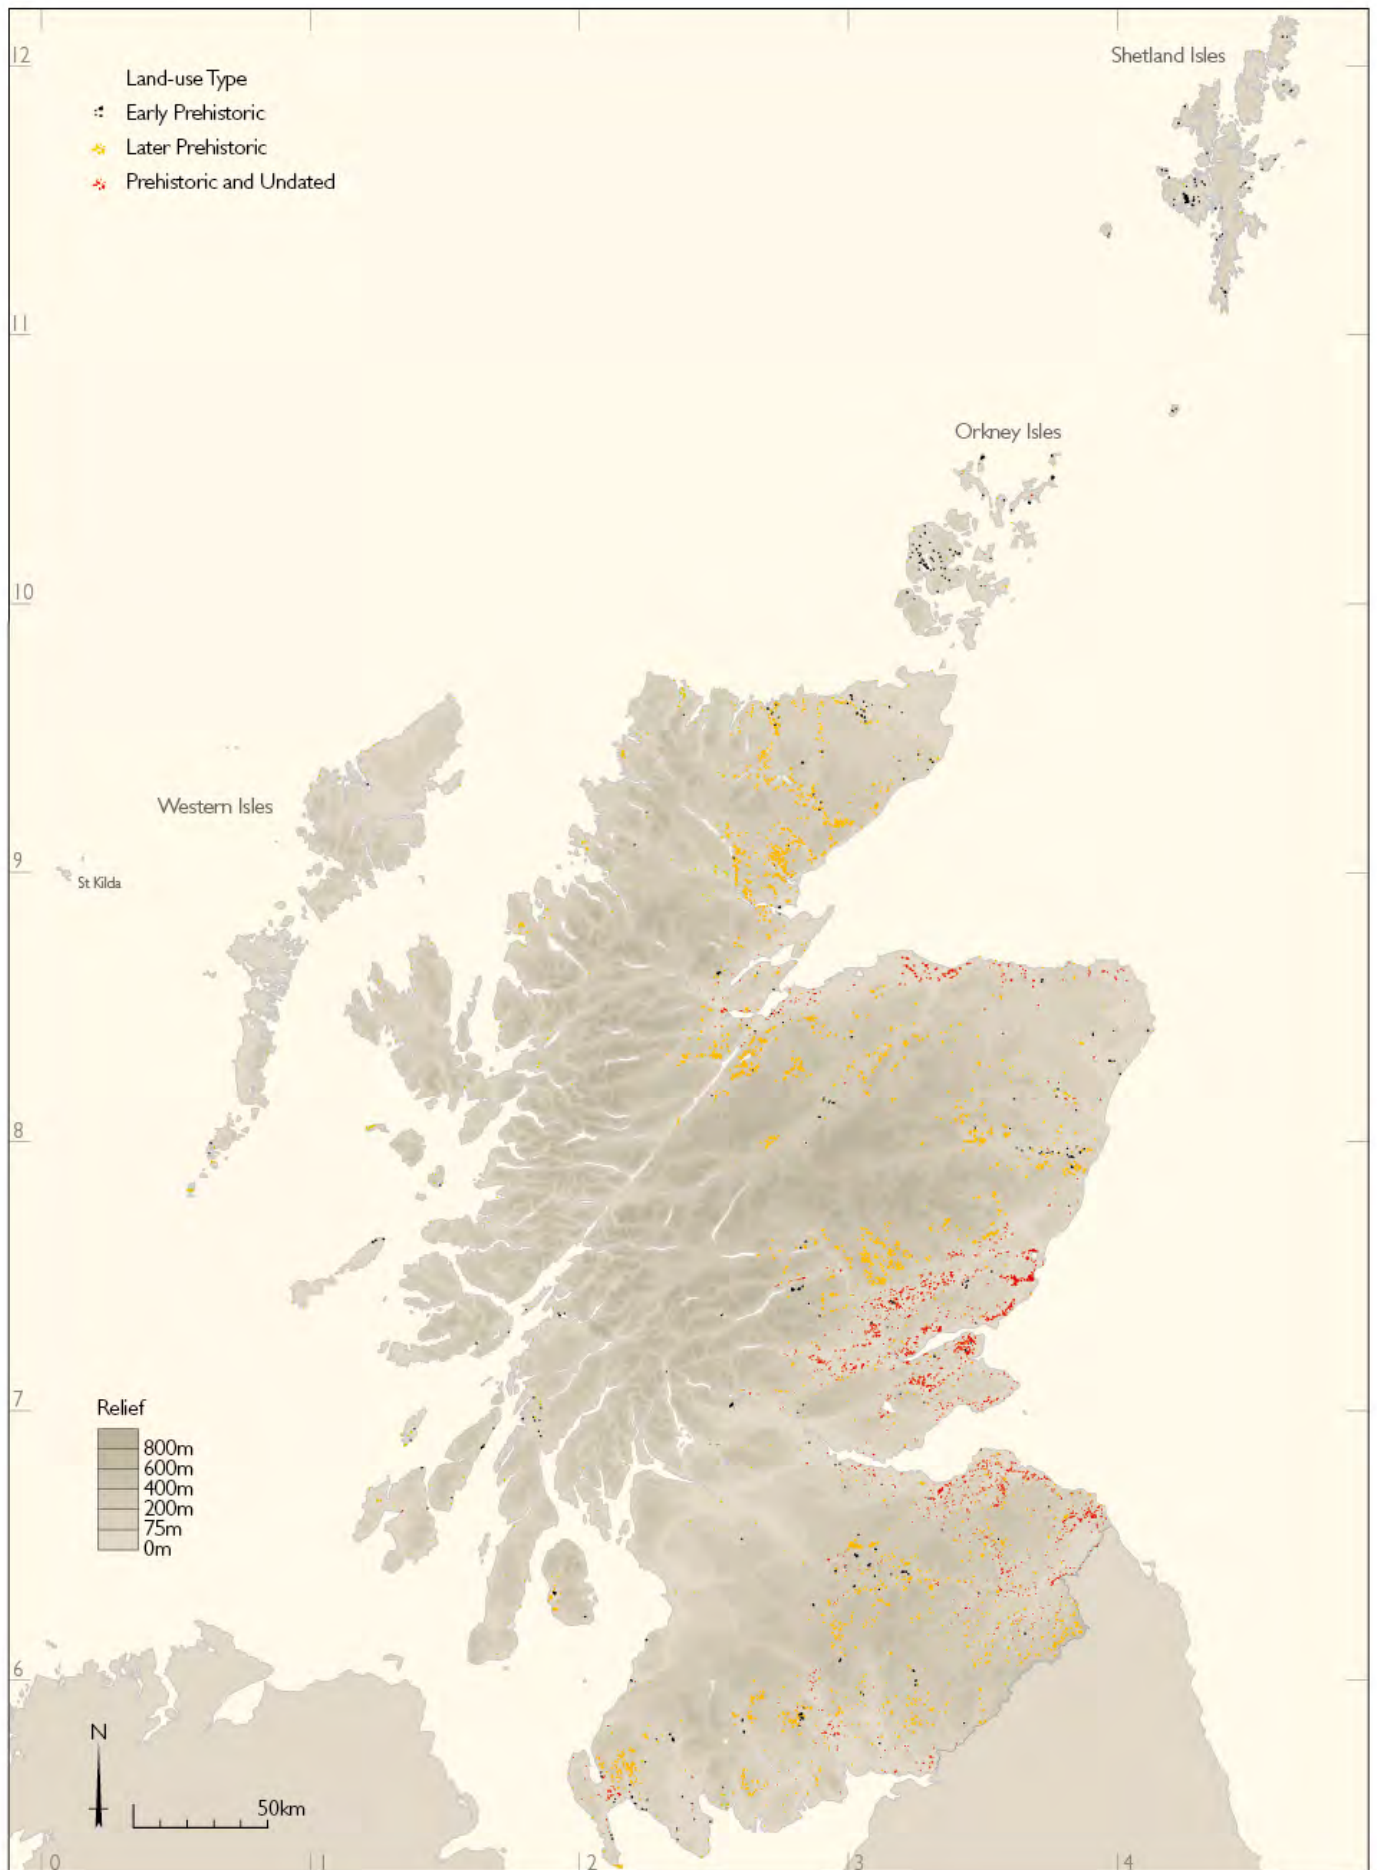 12
Shetland Isles
Land-use Type
Early Prehistoric
Later Prehistoric
Prehistoric and Undated
11
Orkney Isles
10
Western Isles
9
St Kilda
8
7
Relief
800m
600m
400m
200m
75m
0m
6
N
50km
0
1
2
3
4